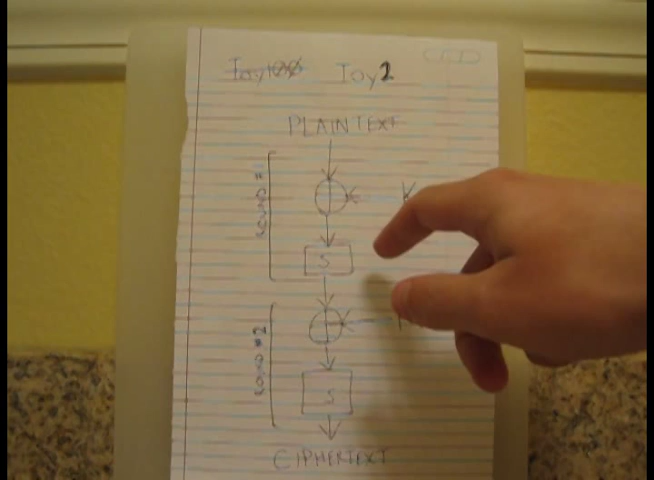 Toy100 Toy2
PLAINTEXT
ROUND #1
K
S
ROUND #2
S
CIPHERTEXT